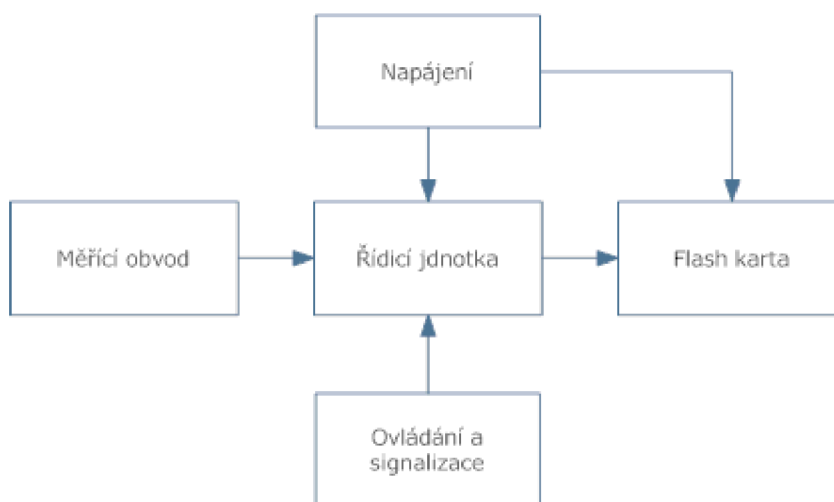 Napájení
Měřící obvod
Řídicí jdnotka
Flash karta
Ovládání a
signalizace